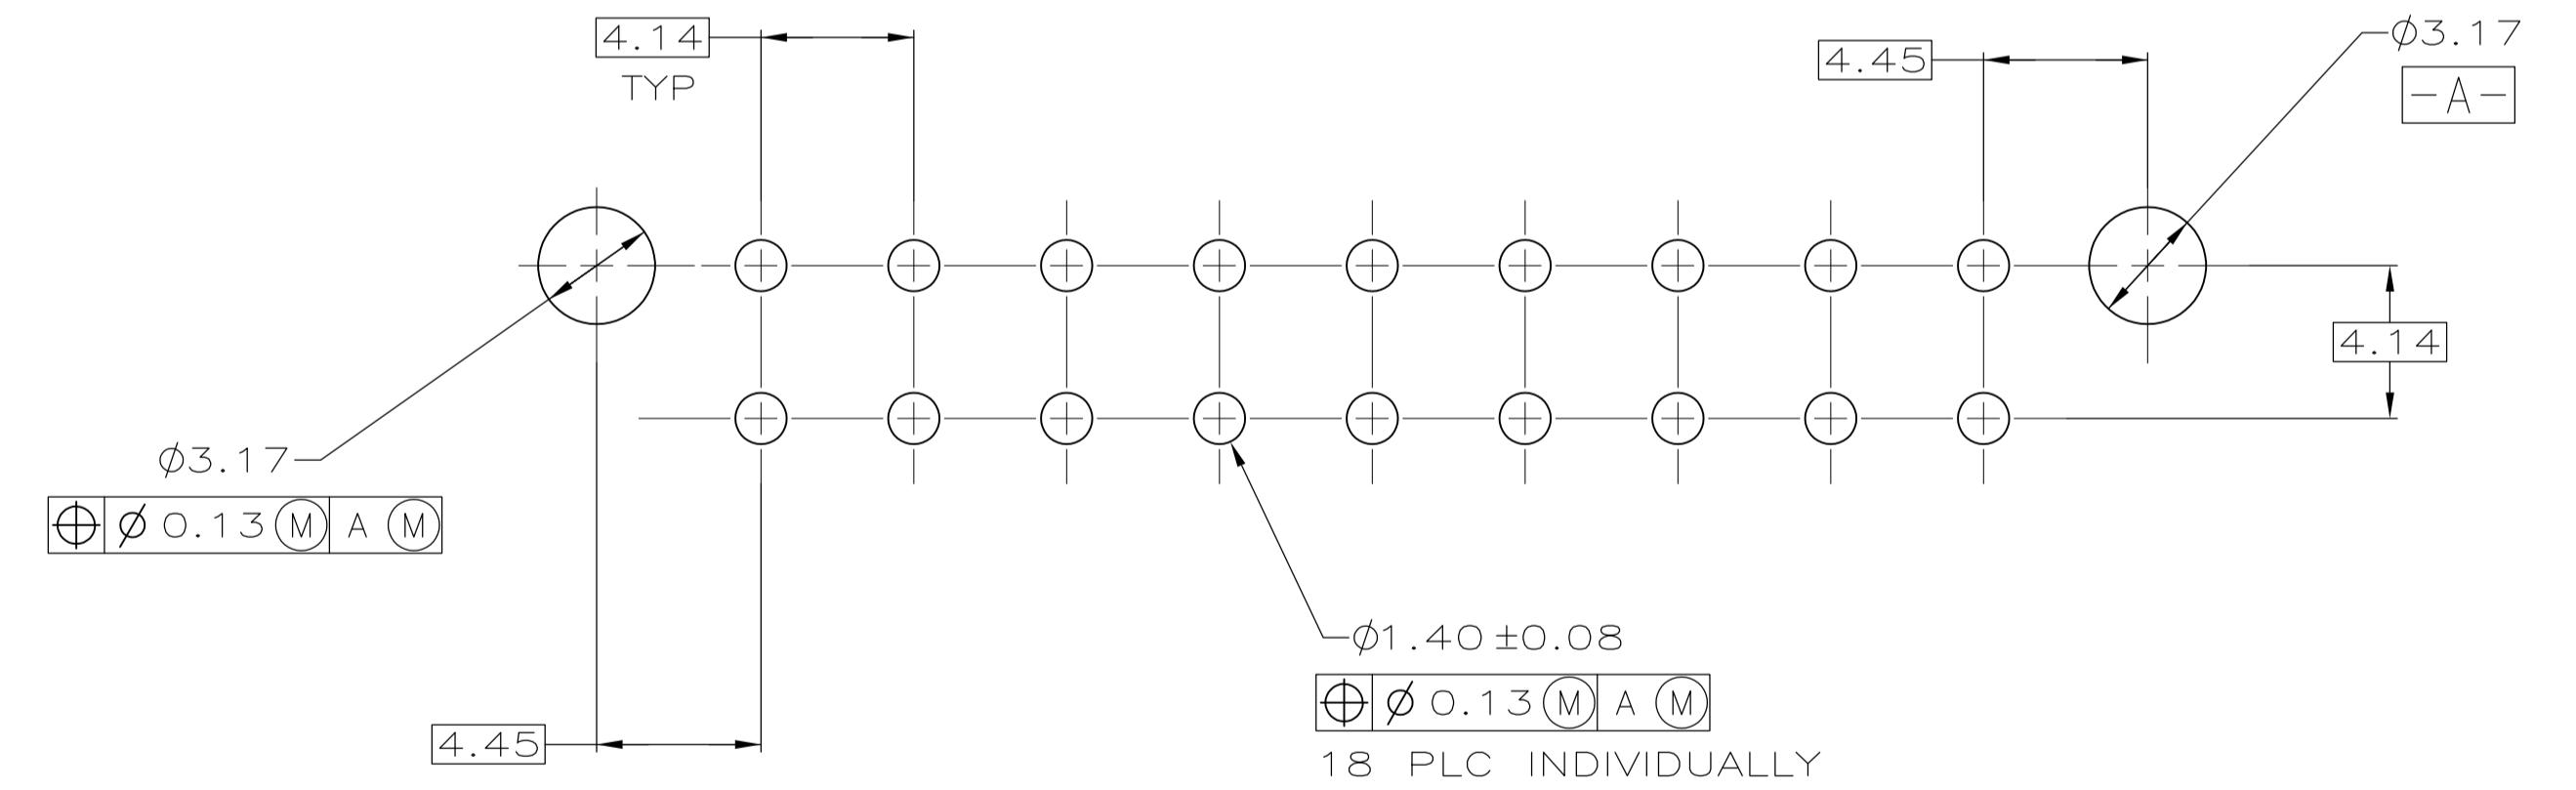 4.14
TYP
4.45
⌀3.17
-A-
4.14
⌀3.17
⌖ ⌀ 0.13 Ⓜ A Ⓜ
⌀1.40±0.08
⌖ ⌀ 0.13 Ⓜ A Ⓜ
18 PLC INDIVIDUALLY
4.45